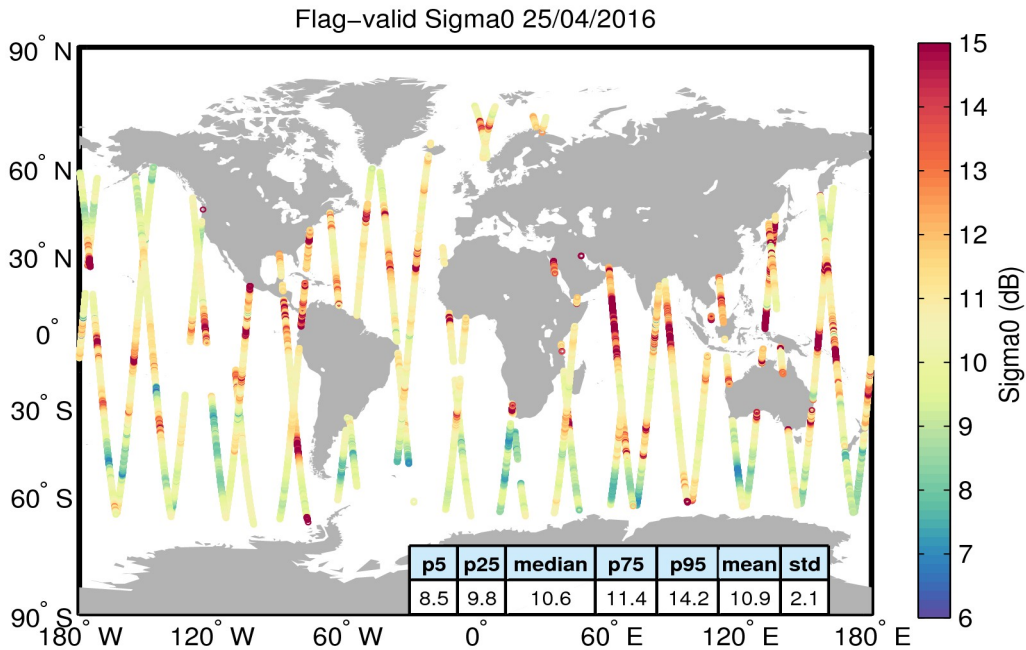 Flag−valid Sigma0 25/04/2016
90° N
60° N
30° N
0°
30° S
60° S
90° S
180° W
120° W
60° W
0°
60° E
120° E
180° E
p5 p25 median p75 p95 mean std
8.5 9.8 10.6 11.4 14.2 10.9 2.1
15
14
13
12
11
10
9
8
7
6
Sigma0 (dB)